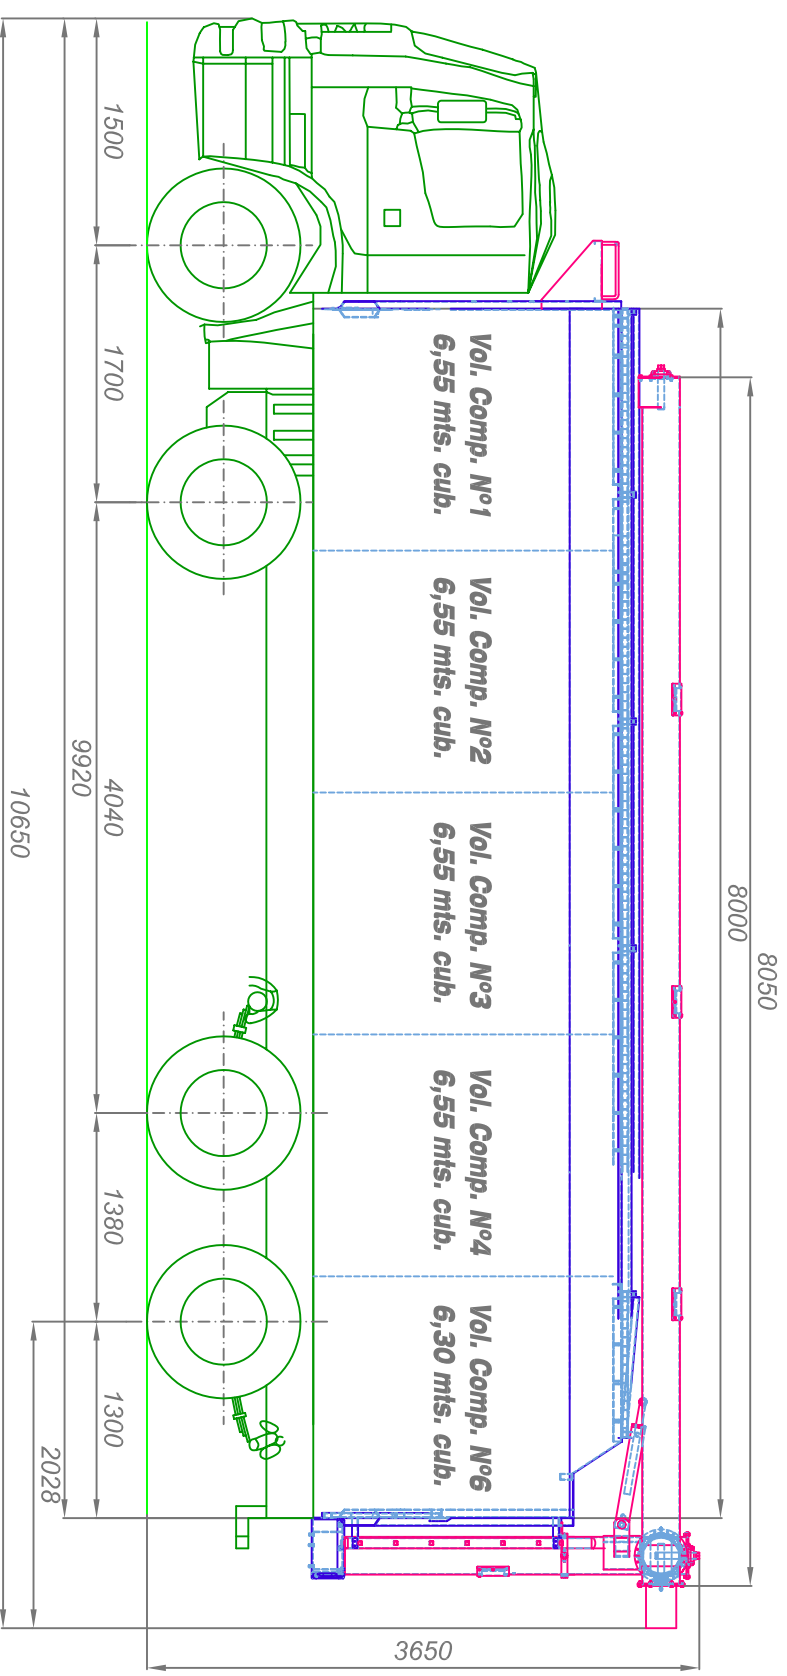 1500
1700
4040
9920
10650
1380
1300
2028
Vol. Comp. Nº1
6,55 mts. cub.
Vol. Comp. Nº2
6,55 mts. cub.
Vol. Comp. Nº3
6,55 mts. cub.
Vol. Comp. Nº4
6,55 mts. cub.
Vol. Comp. Nº6
6,30 mts. cub.
8000
8050
3650